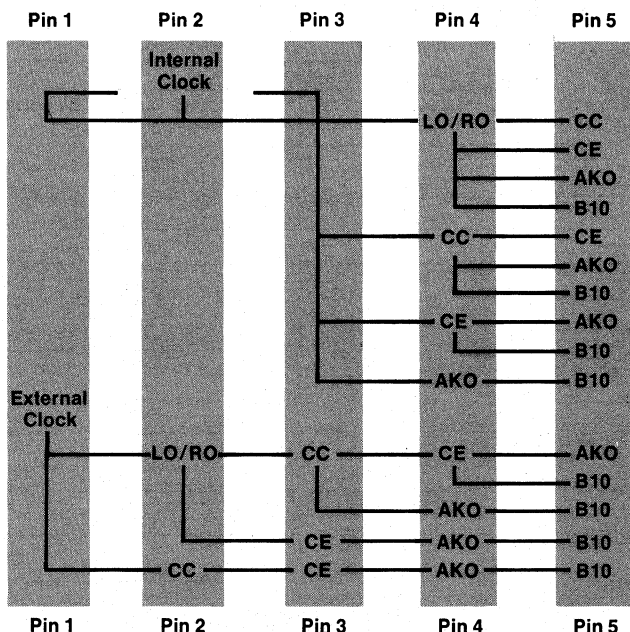 Pin 1 Pin 2 Pin 3 Pin 4 Pin 5
Internal
Clock
LO/RO CC
CE
AKO
B10
CC CE
AKO
B10
CE AKO
B10
AKO B10
External
Clock
LO/RO CC CE AKO
B10
AKO B10
CE AKO B10
CC CE AKO B10
Pin 1 Pin 2 Pin 3 Pin 4 Pin 5